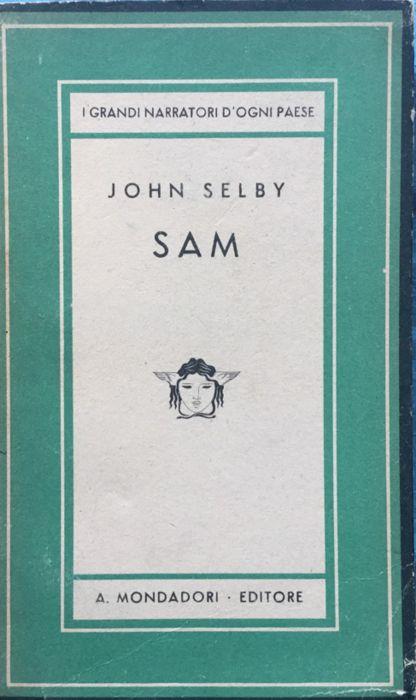 I GRANDI NARRATORI D'OGNI PAESE
JOHN SELBY
SAM
A. MONDADORI · EDITORE